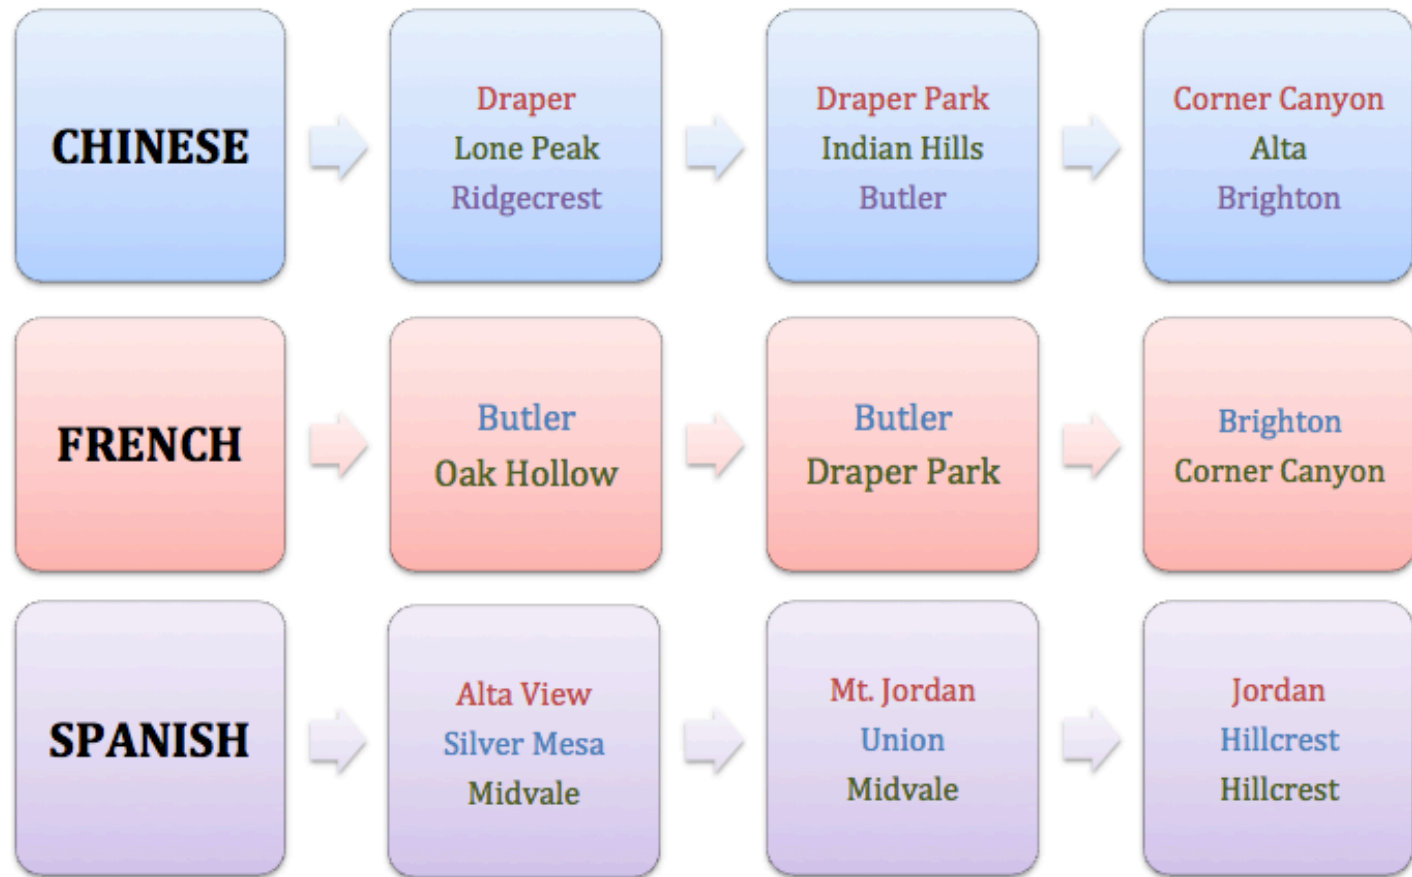 CHINESE
Draper
Lone Peak
Ridgecrest
Draper Park
Indian Hills
Butler
Corner Canyon
Alta
Brighton
FRENCH
Butler
Oak Hollow
Butler
Draper Park
Brighton
Corner Canyon
SPANISH
Alta View
Silver Mesa
Midvale
Mt. Jordan
Union
Midvale
Jordan
Hillcrest
Hillcrest